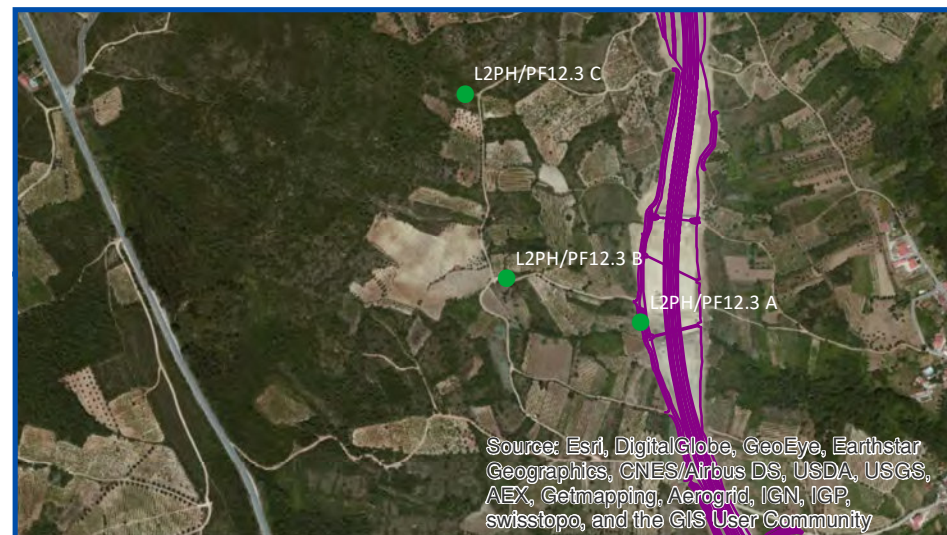 L2PH/PF12.3 C
L2PH/PF12.3 B
L2PH/PF12.3 A
Source: Esri, DigitalGlobe, GeoEye, Earthstar
Geographics, CNES/Airbus DS, USDA, USGS,
AEX, Getmapping, Aerogrid, IGN, IGP,
swisstopo, and the GIS User Community